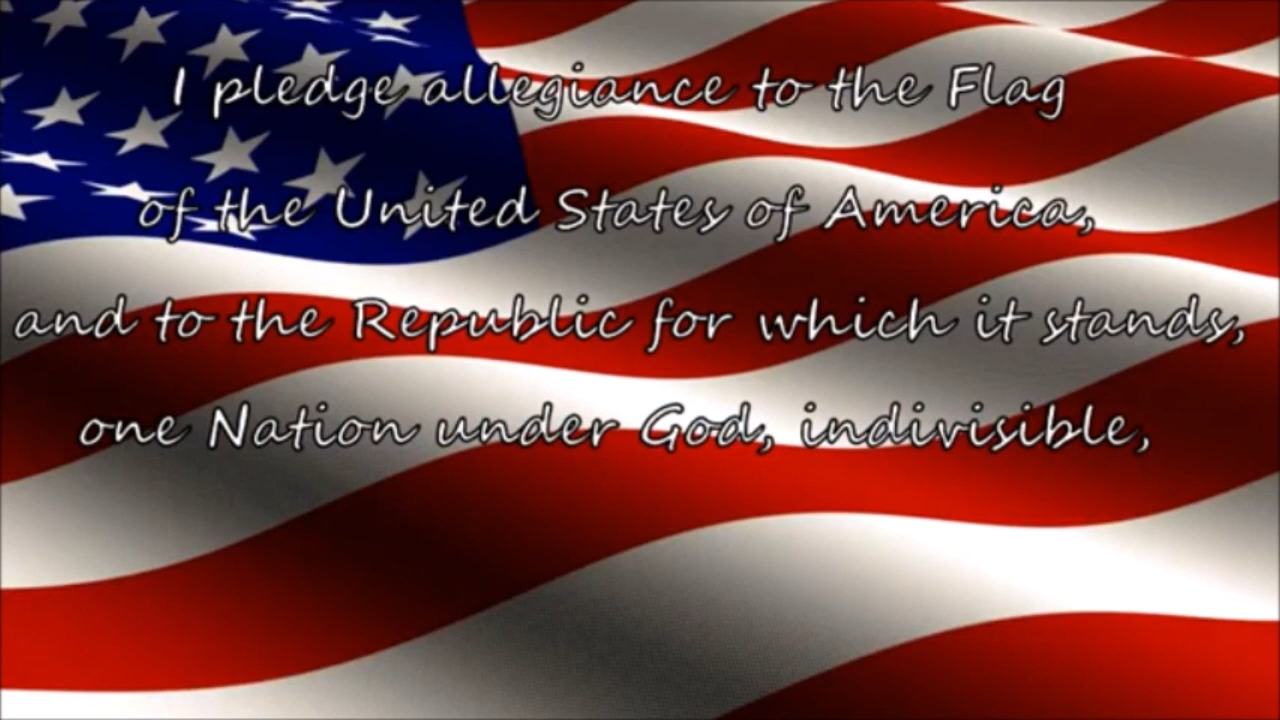 I pledge allegiance to the Flag
of the United States of America,
and to the Republic for which it stands,
one Nation under God, indivisible,